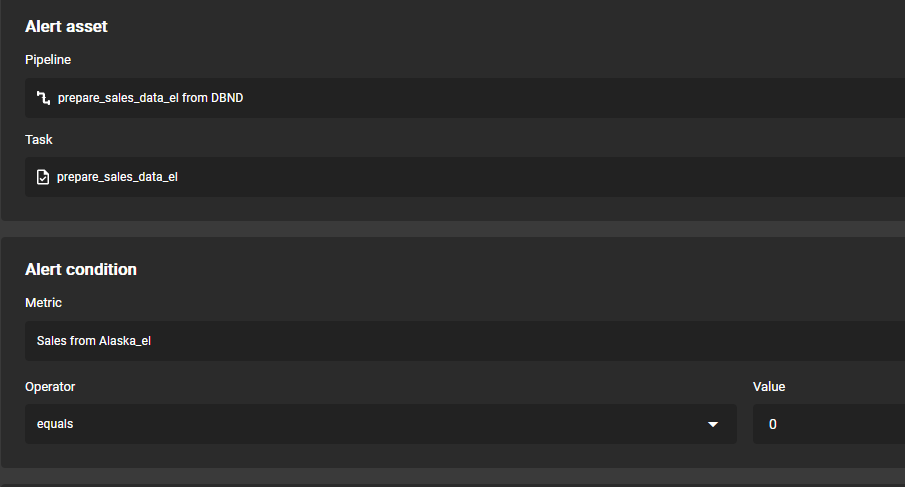 Alert asset
Pipeline
prepare_sales_data_el from DBND
Task
prepare_sales_data_el
Alert condition
Metric
Sales from Alaska_el
Operator
Value
equals
0